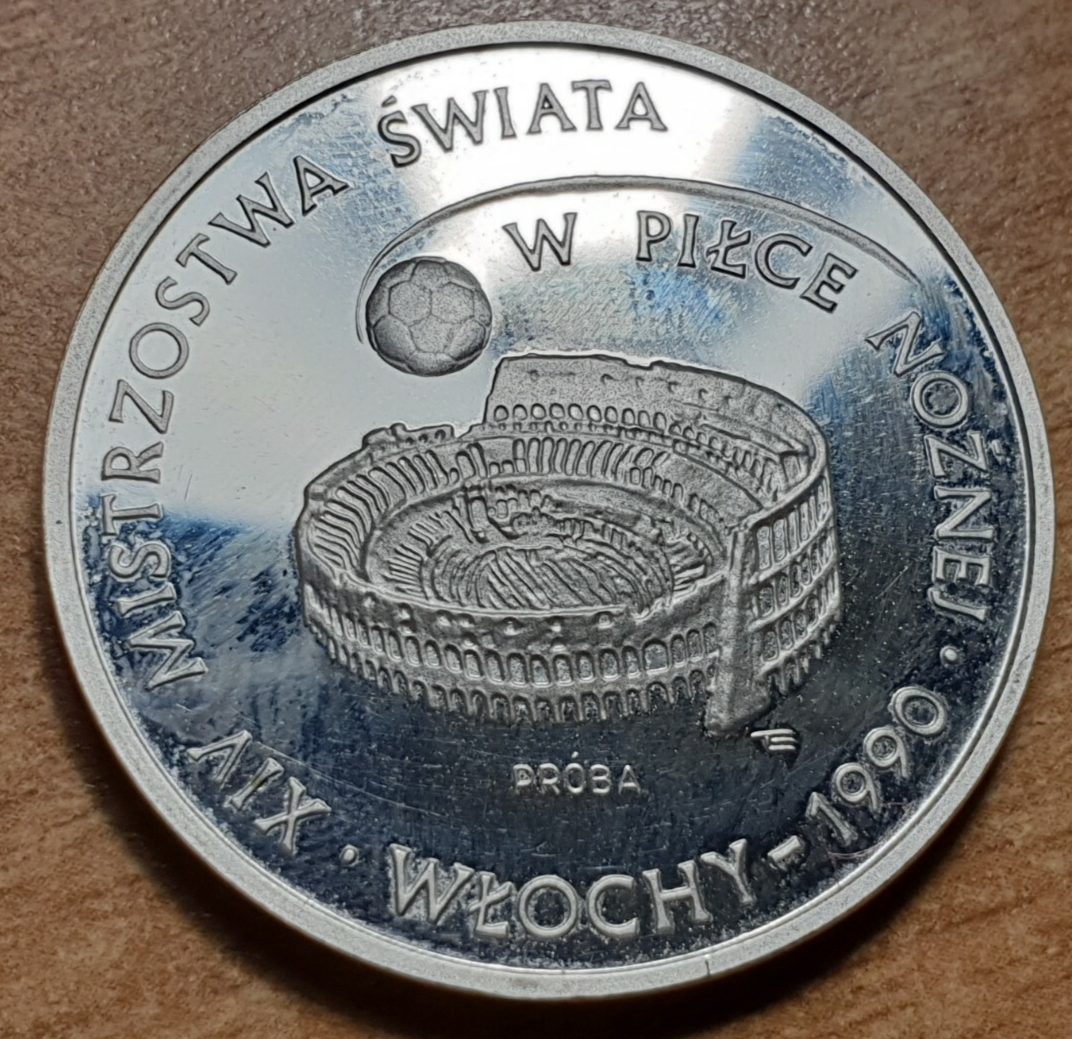 XIV MISTRZOSTWA ŚWIATA
W PIŁCE NOŻNEJ
PRÓBA
• WŁOCHY - 1990 •